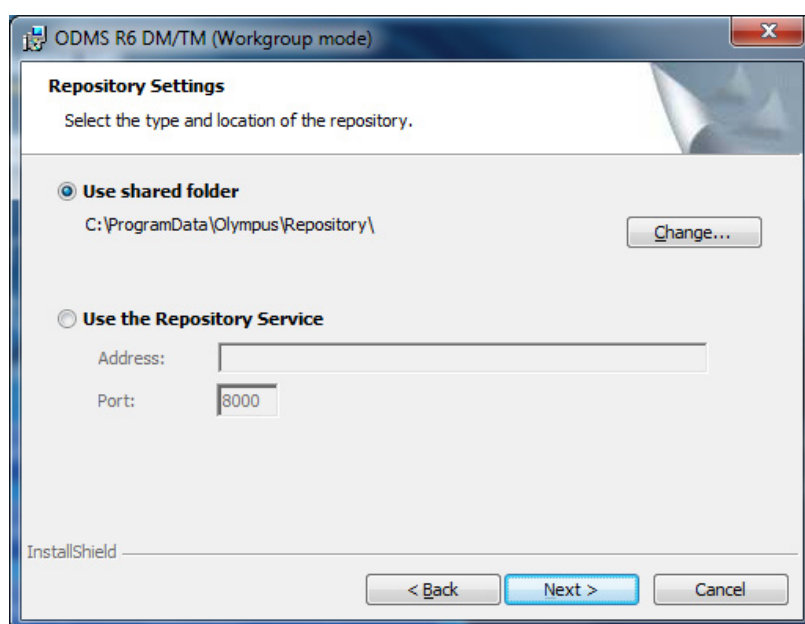 ODMS R6 DM/TM (Workgroup mode)
Repository Settings
Select the type and location of the repository.
Use shared folder
C:\ProgramData\Olympus\Repository\
Change...
Use the Repository Service
Address:
Port:
8000
InstallShield
< Back
Next >
Cancel